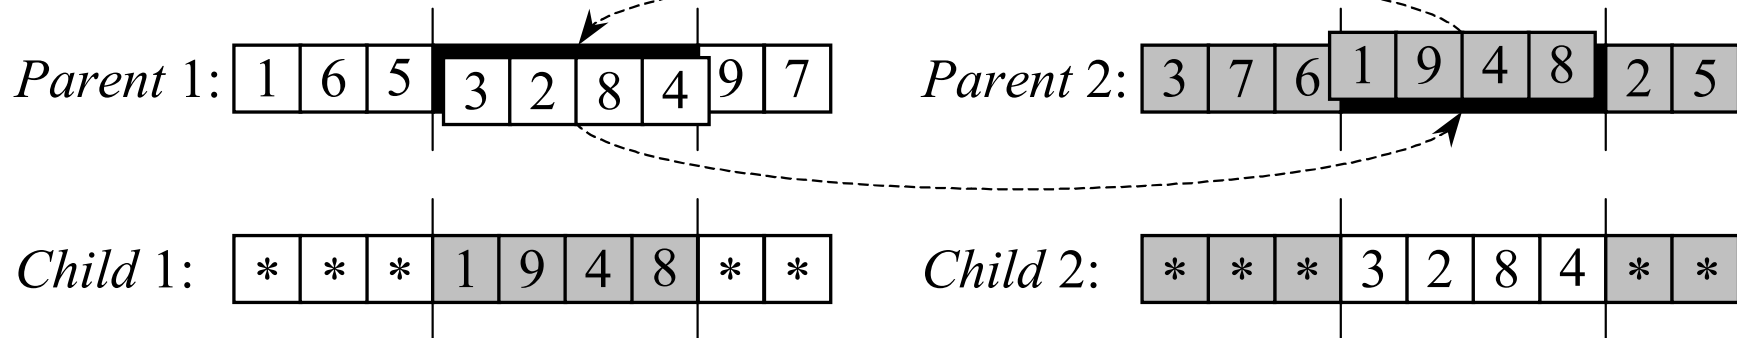 Parent 1: 1 6 5 3 2 8 4 9 7 Parent 2: 3 7 6 1 9 4 8 2 5
Child 1: * * * 1 9 4 8 * * Child 2: * * * 3 2 8 4 * *